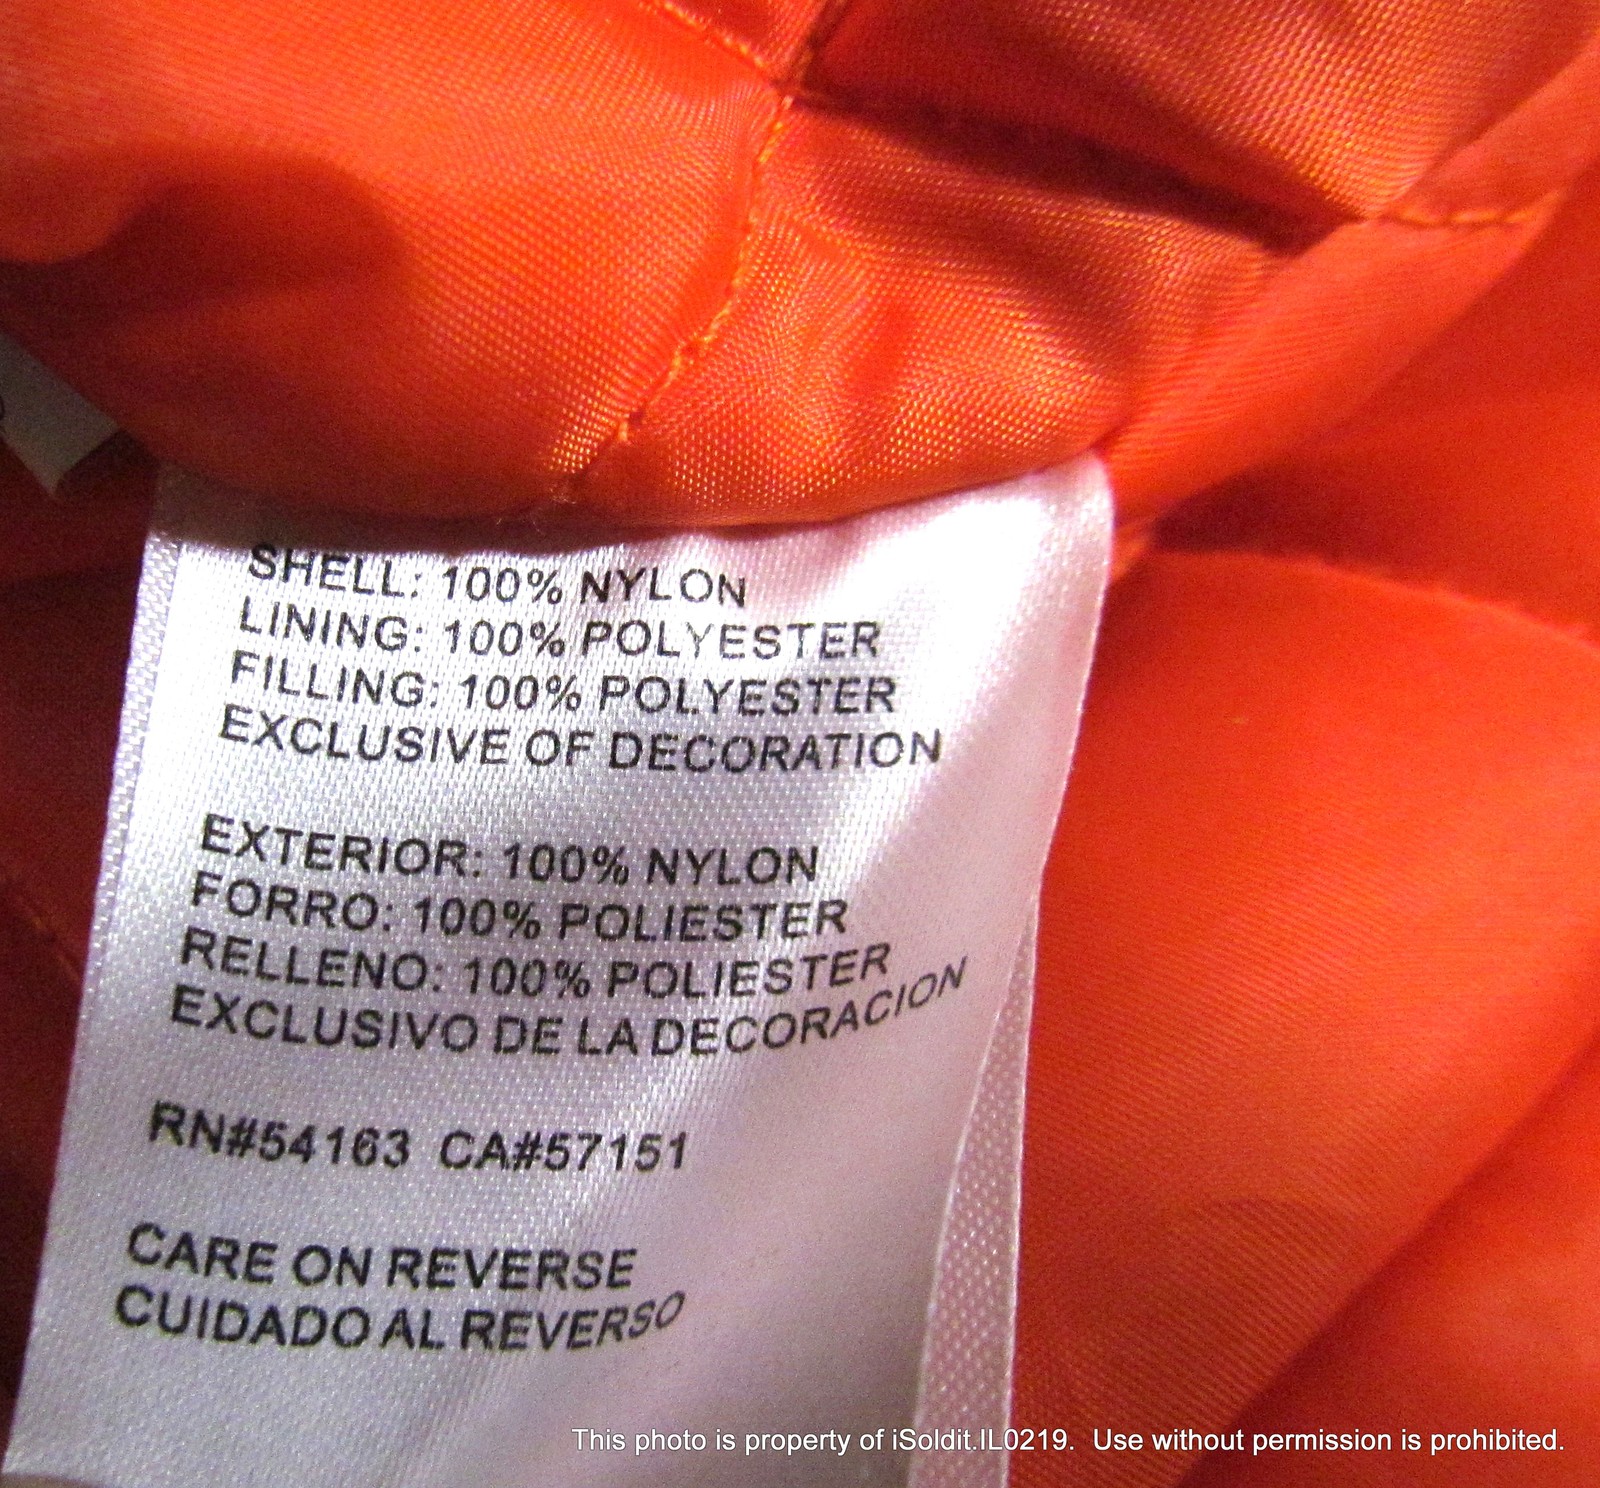 SHELL: 100% NYLON
LINING: 100% POLYESTER
FILLING: 100% POLYESTER
EXCLUSIVE OF DECORATION
EXTERIOR: 100% NYLON
FORRO: 100% POLIESTER
RELLENO: 100% POLIESTER
EXCLUSIVO DE LA DECORACION
RN#54163 CA#57151
CARE ON REVERSE
CUIDADO AL REVERSO
This photo is property of iSoldit.IL0219. Use without permission is prohibited.